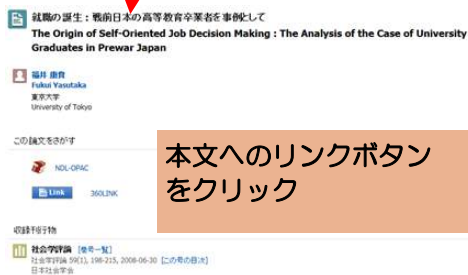 就職の誕生：戦前日本の高等教育卒業者を事例として
The Origin of Self-Oriented Job Decision Making : The Analysis of the Case of University
Graduates in Prewar Japan
福井 康貴
Fukui Yasutaka
東京大学
University of Tokyo
この論文をさがす
NDL-OPAC
Link 360LINK
本文へのリンクボタン
をクリック
収録刊行物
社会学評論 [巻号一覧]
社会学評論 59(1), 198-215, 2008-06-30 [この号の目次]
日本社会学会